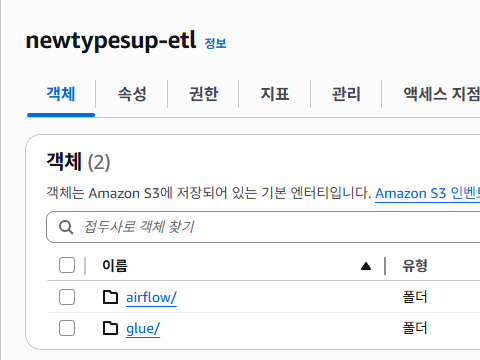 newtypesup-etl 정보
객체 속성 권한 지표 관리 액세스 지점
객체 (2)
객체는 Amazon S3에 저장되어 있는 기본 엔터티입니다. Amazon S3 인벤트
접두사로 객체 찾기
이름 유형
airflow/ 폴더
glue/ 폴더